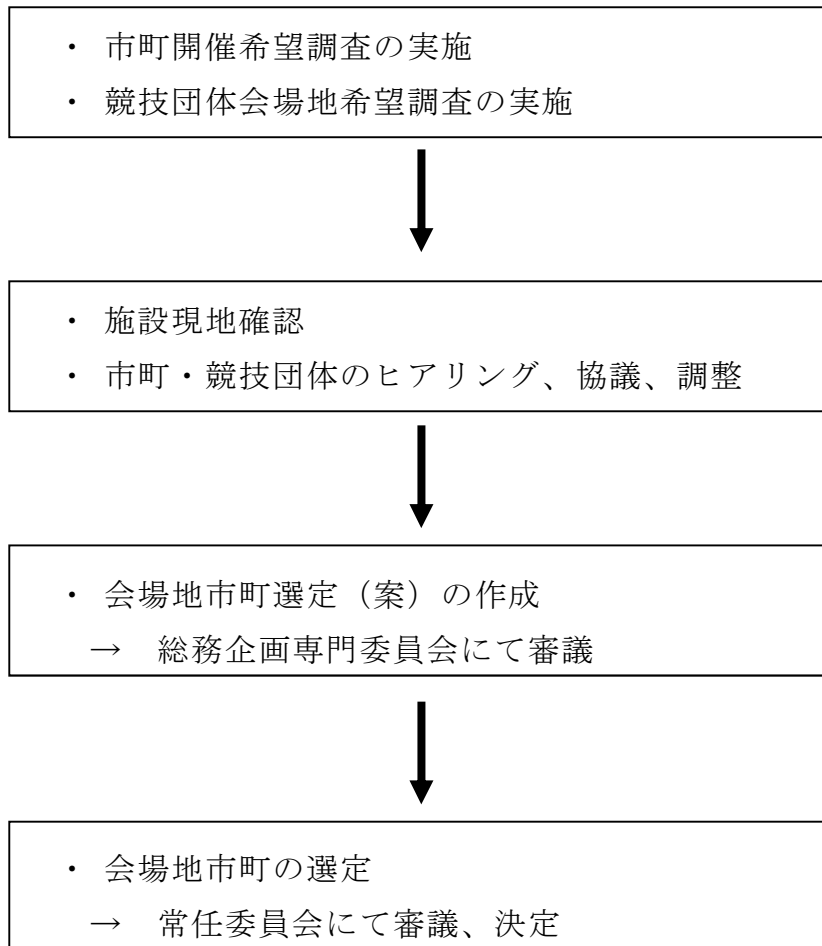 ・ 市町開催希望調査の実施
・ 競技団体会場地希望調査の実施
・ 施設現地確認
・ 市町・競技団体のヒアリング、協議、調整
・ 会場地市町選定（案）の作成
→ 総務企画専門委員会にて審議
・ 会場地市町の選定
→ 常任委員会にて審議、決定